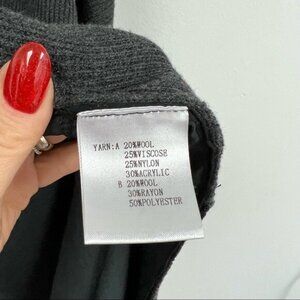 YARN:A 20%WOOL
25%VISCOSE
25%NYLON
30%ACRYLIC
B 20%WOOL
30%RAYON
50%POLYESTER